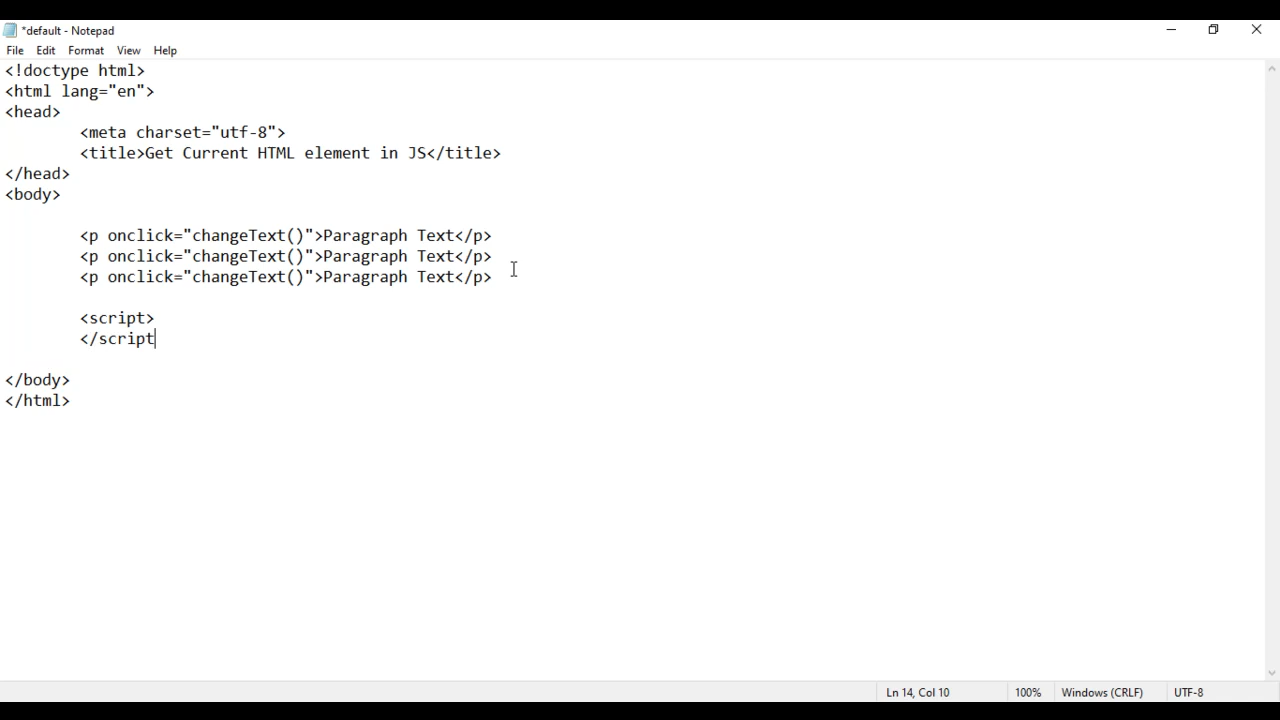 *default - Notepad
File Edit Format View Help
<!doctype html>
<html lang="en">
<head>
<meta charset="utf-8">
<title>Get Current HTML element in JS</title>
</head>
<body>
<p onclick="changeText()">Paragraph Text</p>
<p onclick="changeText()">Paragraph Text</p>
<p onclick="changeText()">Paragraph Text</p>
<script>
</script
</body>
</html>
Ln 14, Col 10 100% Windows (CRLF) UTF-8